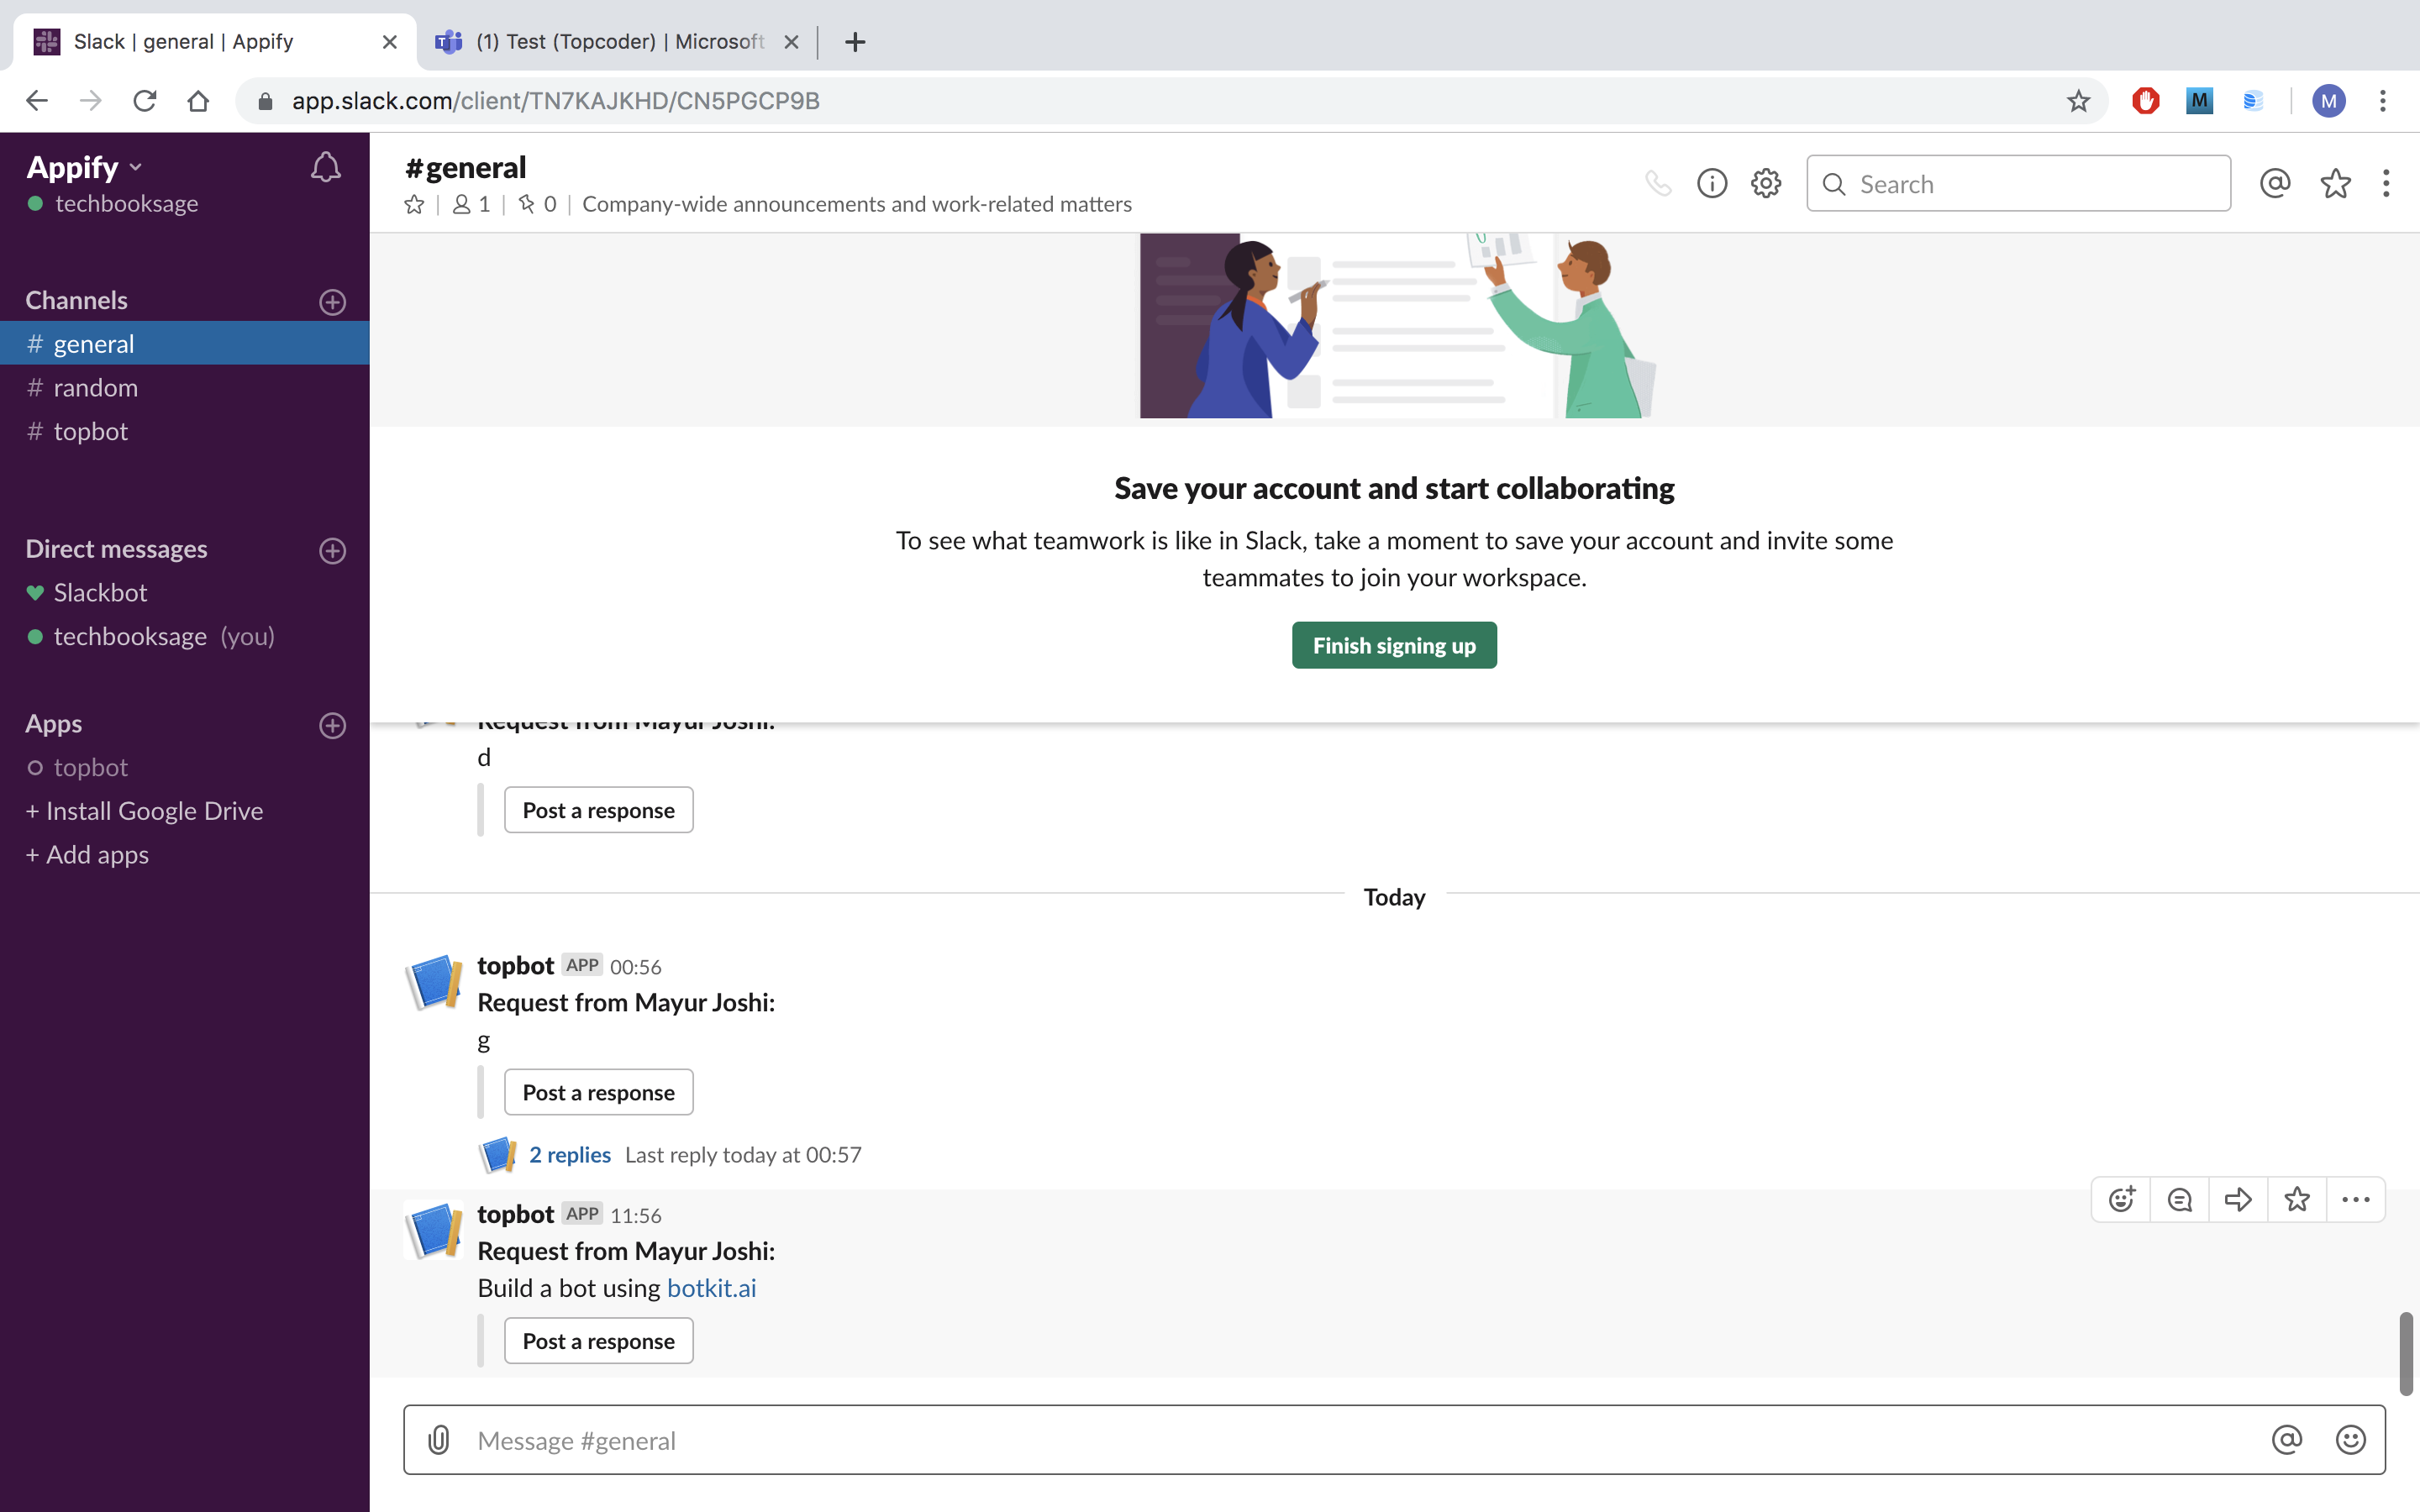 Slack | general | Appify
(1) Test (Topcoder) | Microsoft
app.slack.com/client/TN7KAJKHD/CN5PGCP9B
M
M
Appify
techbooksage
Channels
# general
# random
# topbot
Direct messages
Slackbot
techbooksage (you)
Apps
topbot
+ Install Google Drive
+ Add apps
#general
1 | 0 | Company-wide announcements and work-related matters
Search
Save your account and start collaborating
To see what teamwork is like in Slack, take a moment to save your account and invite some
teammates to join your workspace.
Finish signing up
Request from Mayur Joshi:
d
Post a response
Today
topbot APP 00:56
Request from Mayur Joshi:
g
Post a response
2 replies Last reply today at 00:57
topbot APP 11:56
Request from Mayur Joshi:
Build a bot using botkit.ai
Post a response
Message #general